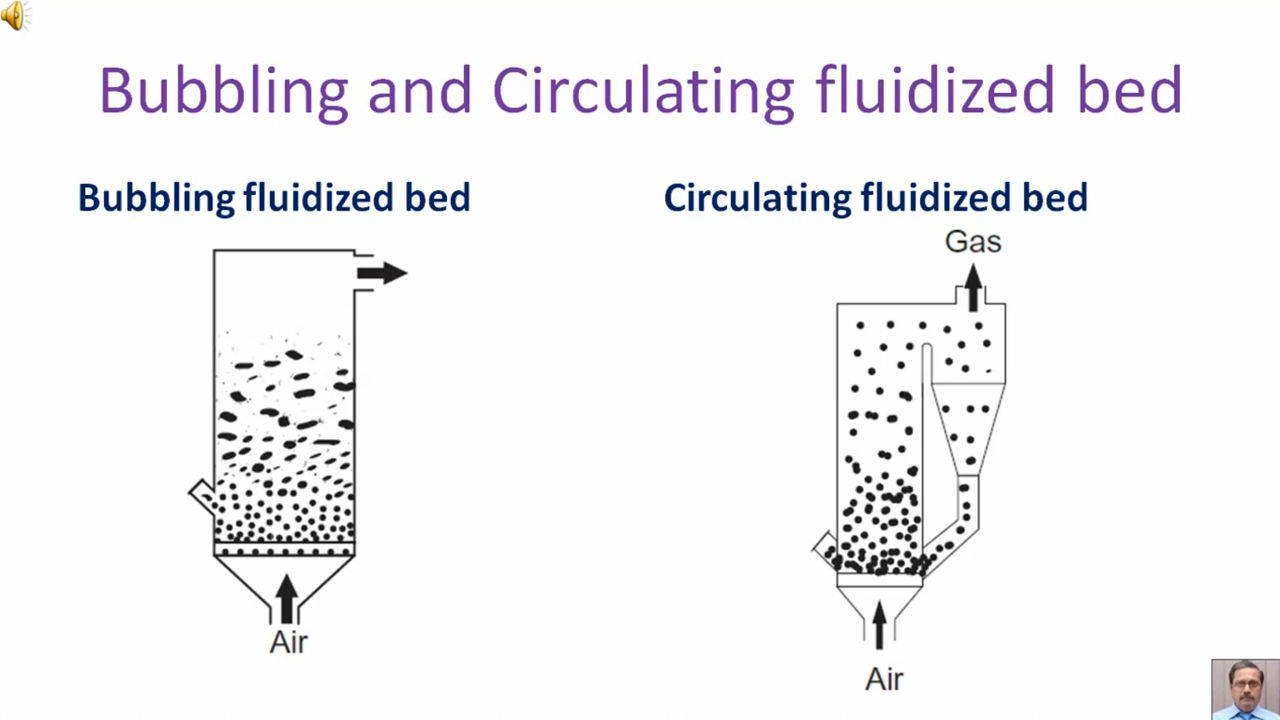 Bubbling and Circulating fluidized bed
Bubbling fluidized bed
Circulating fluidized bed
Gas
Air
Air